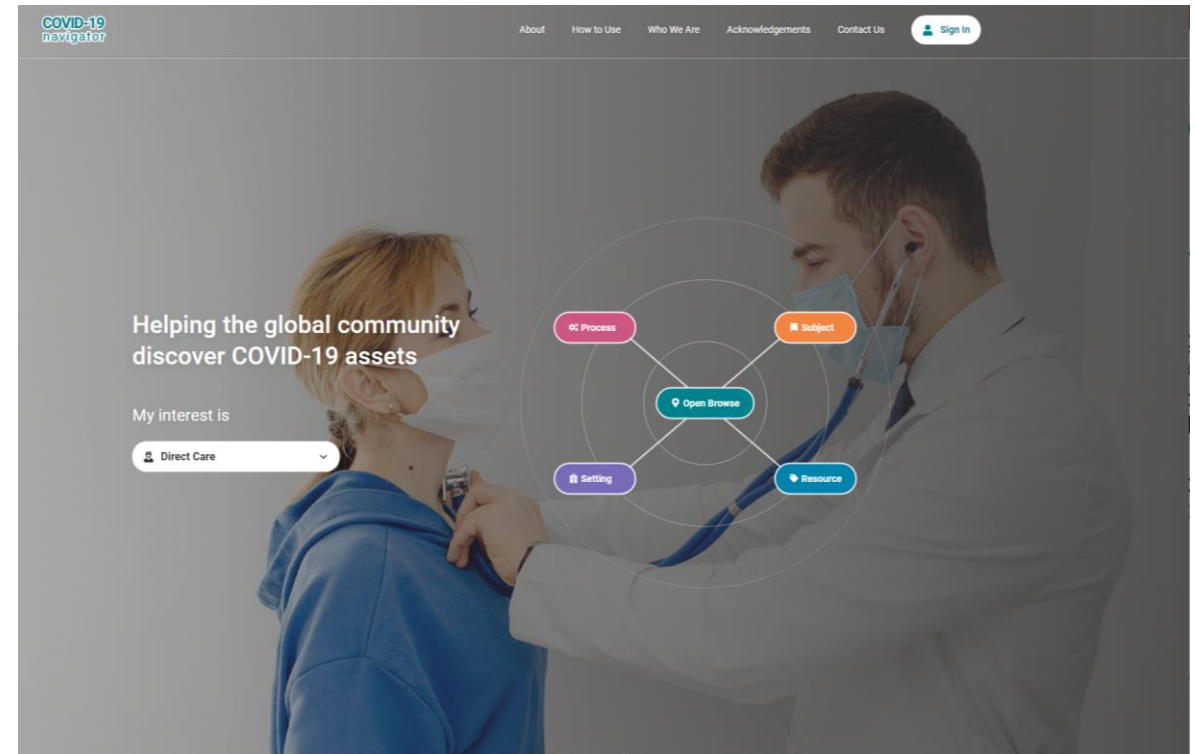 COVID-19
navigator
About
How to Use
Who We Are
Acknowledgements
Contact Us
Sign In
Helping the global community
discover COVID-19 assets
My interest is
Direct Care
Process
Subject
Open Browse
Setting
Resource